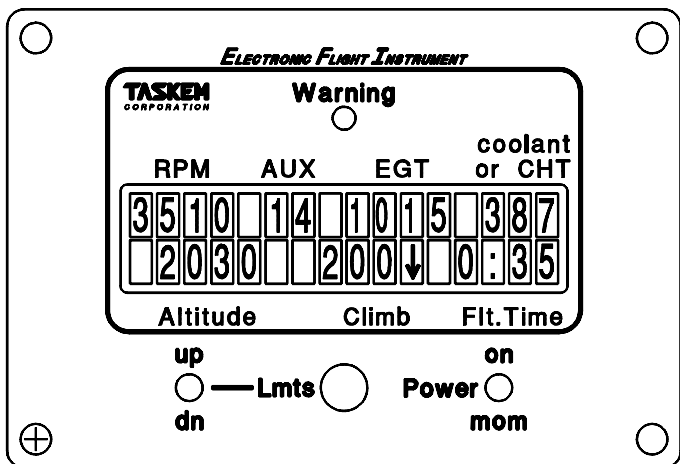 ELECTRONIC FLIGHT INSTRUMENT
TASKEM
CORPORATION
Warning
coolant
RPM AUX EGT or CHT
3510 14 1015 387
2030 200↓ 0:35
Altitude Climb Flt.Time
up on
Lmts Power
dn mom